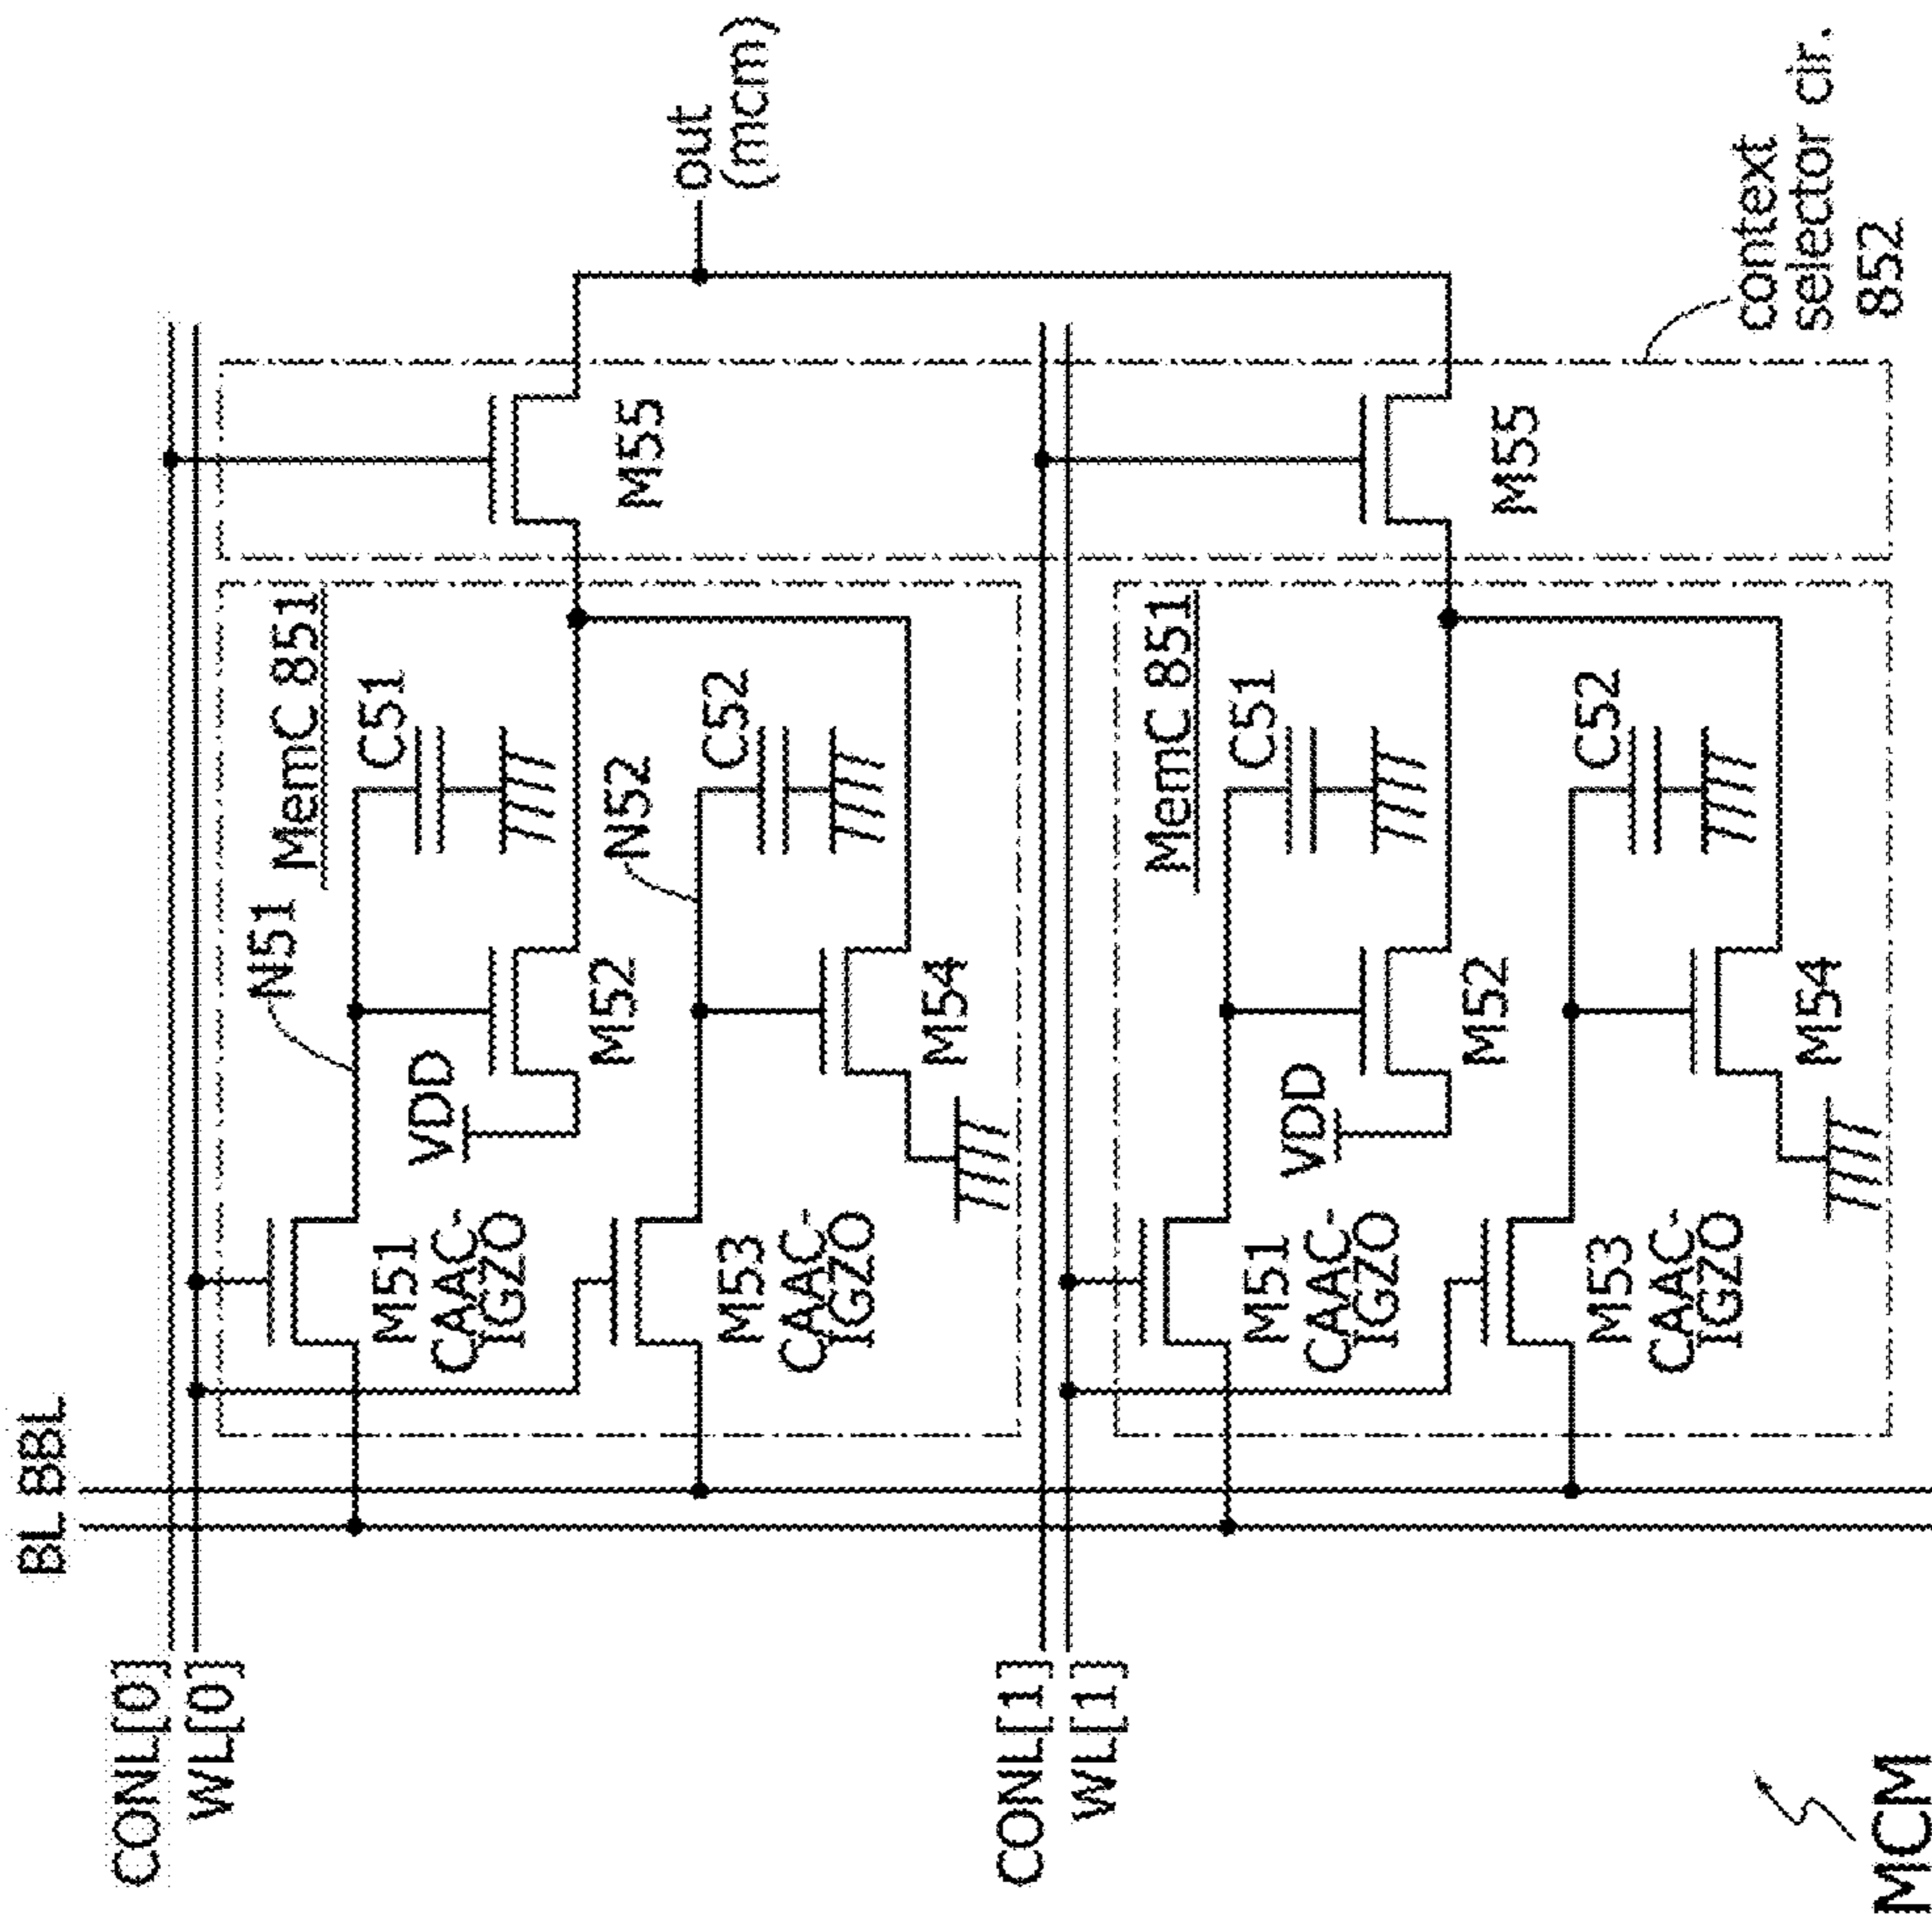 BL BBL
CONL[0]
WL[0]
N51
MemC 851
C51
VDD
M51
CAAC-
IGZO
M52
N52
C52
M53
CAAC-
IGZO
M54
M55
out
(mcm)
CONL[1]
WL[1]
MemC 851
C51
VDD
M51
CAAC-
IGZO
M52
C52
M53
CAAC-
IGZO
M54
M55
context
selector cir.
852
MCM